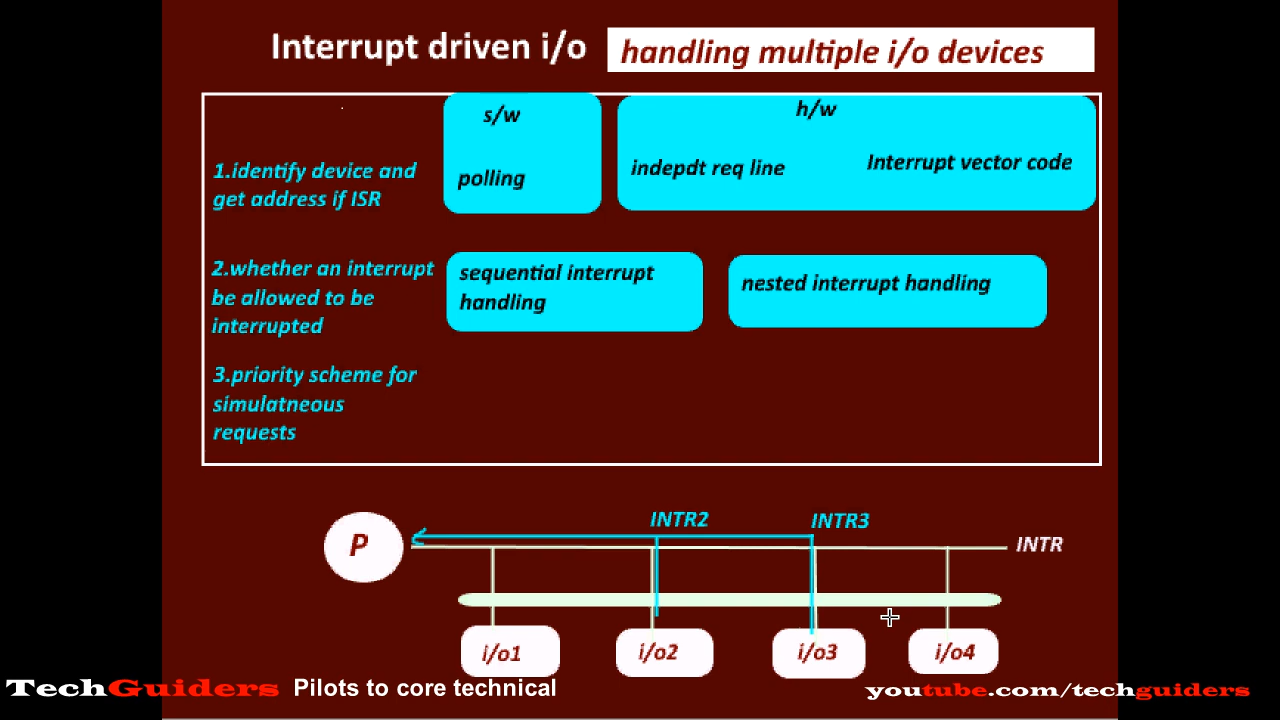 Interrupt driven i/o
handling multiple i/o devices
s/w
h/w
1.identify device and
get address if ISR
polling
indepdt req line
Interrupt vector code
2.whether an interrupt
be allowed to be
interrupted
sequential interrupt
handling
nested interrupt handling
3.priority scheme for
simulatneous
requests
INTR2
INTR3
P
INTR
i/o1
i/o2
i/o3
i/o4
TechGuiders Pilots to core technical
youtube.com/techguiders